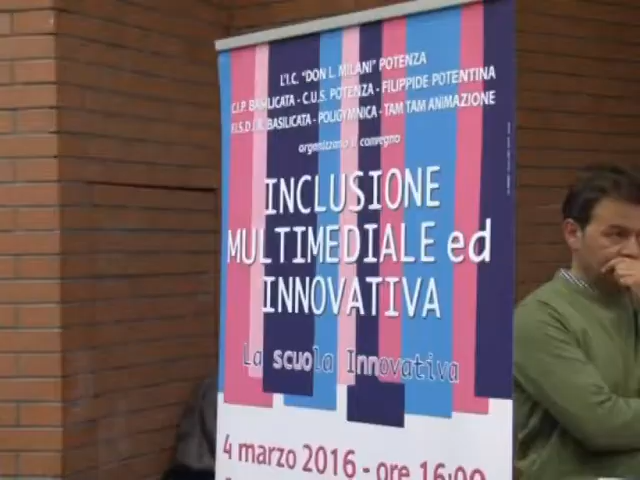 L'I.C. "DON L. MILANI" POTENZA
C.I.P. BASILICATA - C.U.S. POTENZA - FILIPPIDE POTENTINA
F.I.S.D.I.R. BASILICATA - POLIGYMNICA - TAM TAM ANIMAZIONE
organizzano il convegno
INCLUSIONE
MULTIMEDIALE ed
INNOVATIVA
La scuola Innovativa
4 marzo 2016 - ore 16:00